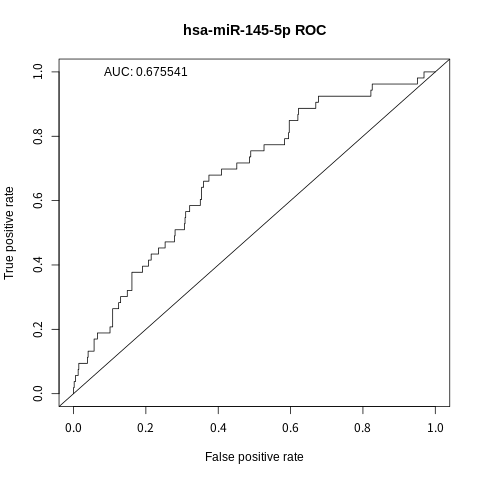 hsa-miR-145-5p ROC
AUC: 0.675541
1.0
0.8
0.6
0.4
0.2
0.0
True positive rate
0.0 0.2 0.4 0.6 0.8 1.0
False positive rate